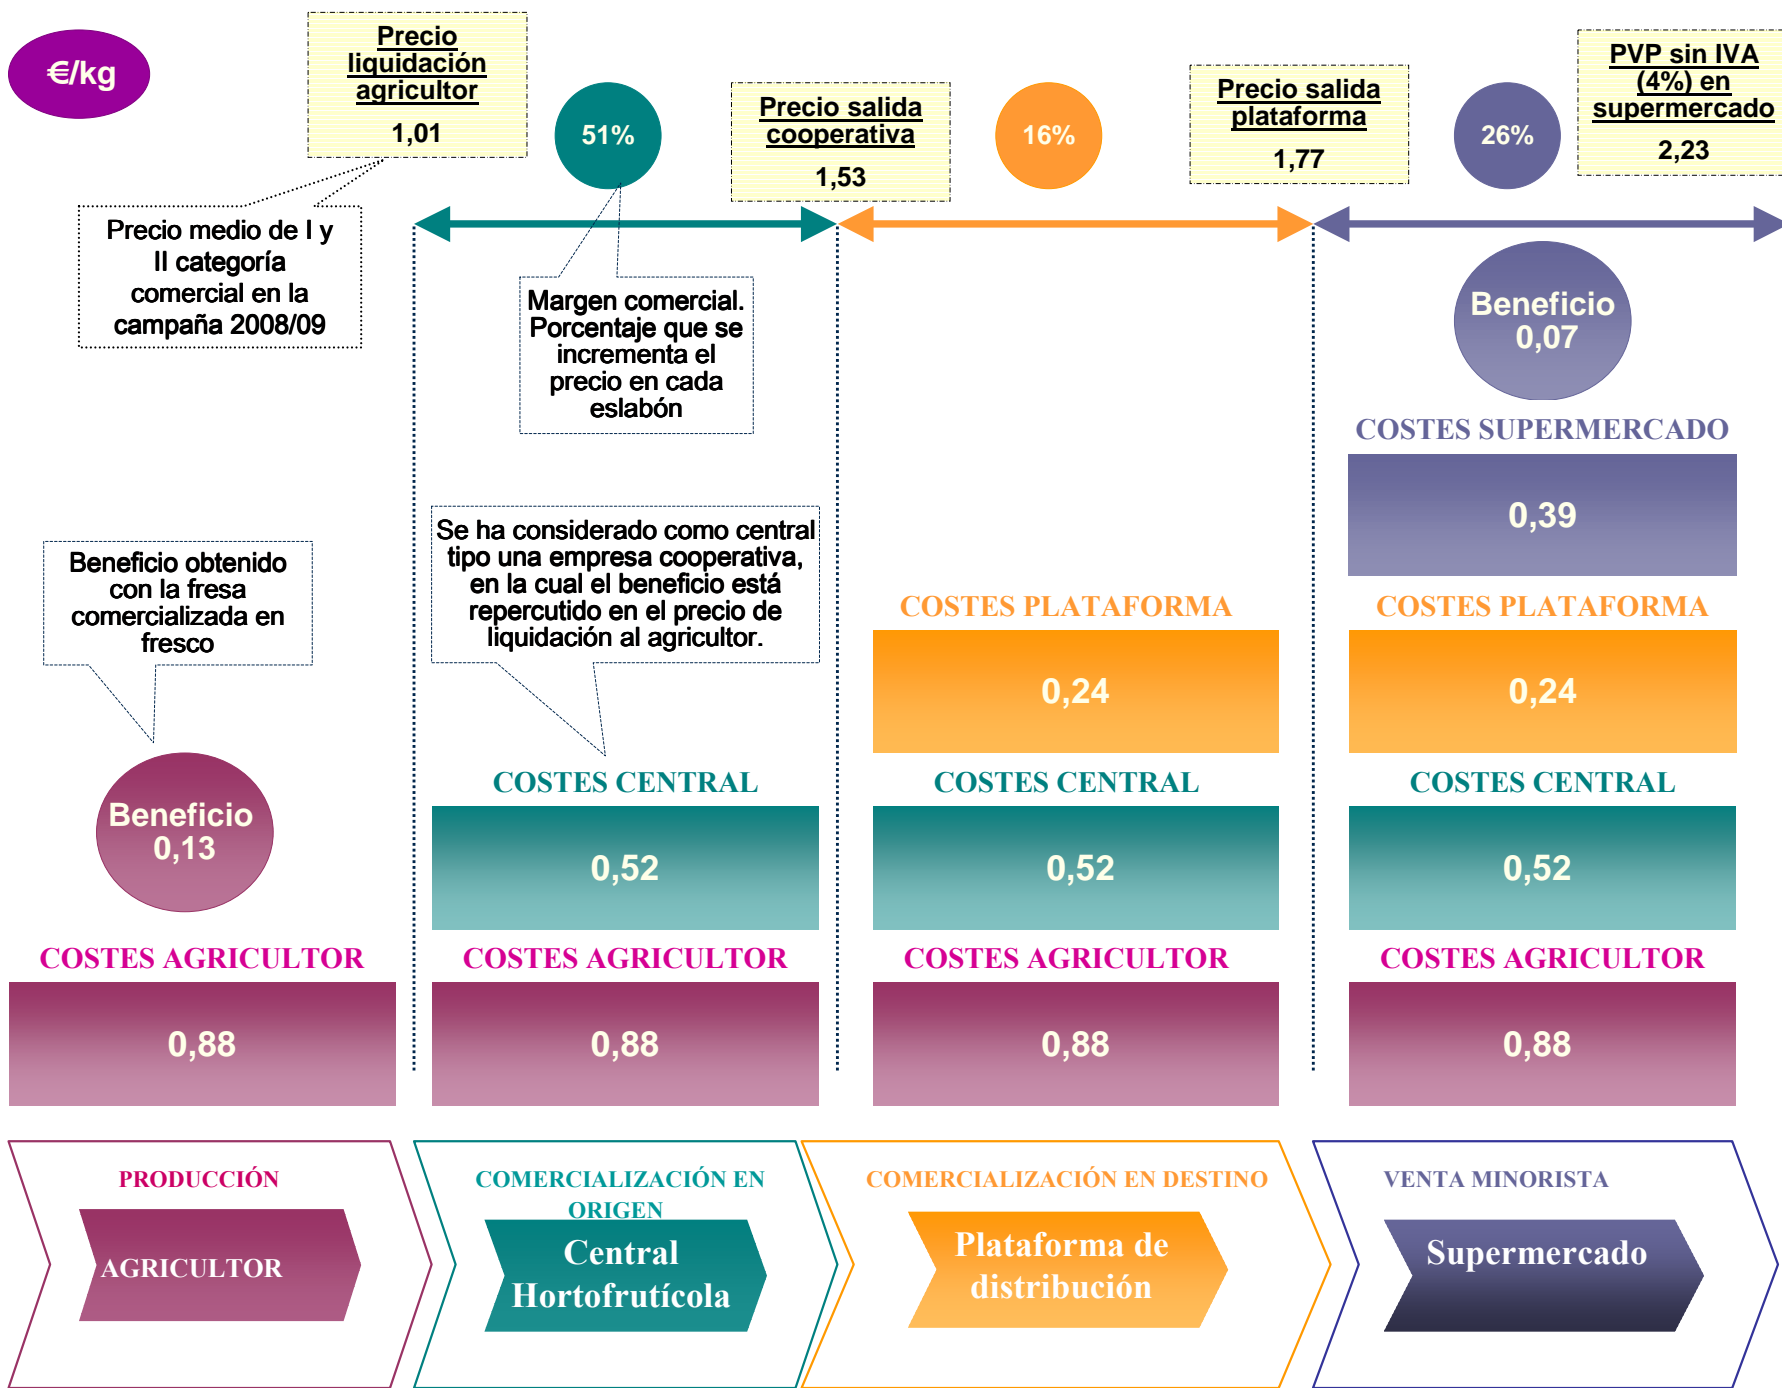 €/kg
Precio
liquidación
agricultor
1,01
51%
Precio salida
cooperativa
1,53
16%
Precio salida
plataforma
1,77
26%
PVP sin IVA
(4%) en
supermercado
2,23
Precio medio de I y
II categoría
comercial en la
campaña 2008/09
Margen comercial.
Porcentaje que se
incrementa el
precio en cada
eslabón
Beneficio
0,07
COSTES SUPERMERCADO
0,39
Beneficio obtenido
con la fresa
comercializada en
fresco
Se ha considerado como central
tipo una empresa cooperativa,
en la cual el beneficio está
repercutido en el precio de
liquidación al agricultor.
COSTES PLATAFORMA
0,24
COSTES PLATAFORMA
0,24
Beneficio
0,13
COSTES CENTRAL
0,52
COSTES CENTRAL
0,52
COSTES CENTRAL
0,52
COSTES AGRICULTOR
0,88
COSTES AGRICULTOR
0,88
COSTES AGRICULTOR
0,88
COSTES AGRICULTOR
0,88
PRODUCCIÓN
AGRICULTOR
COMERCIALIZACIÓN EN
ORIGEN
Central
Hortofrutícola
COMERCIALIZACIÓN EN DESTINO
Plataforma de
distribución
VENTA MINORISTA
Supermercado